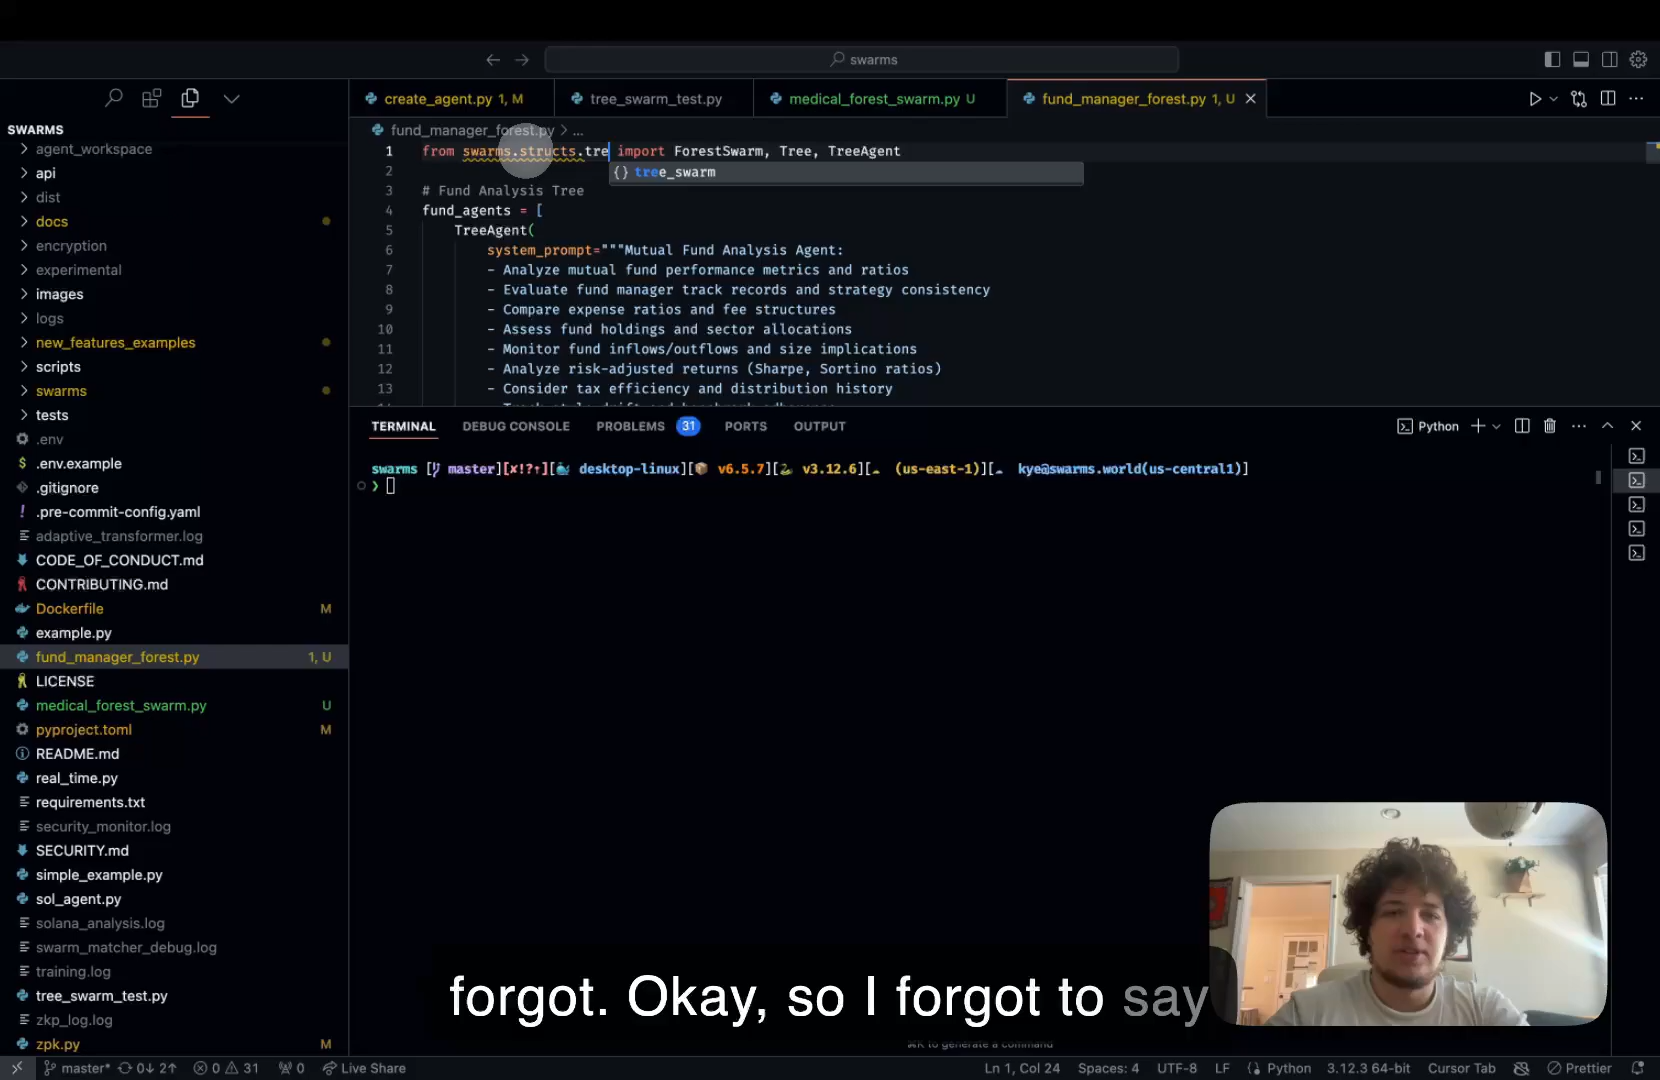 swarms
create_agent.py 1, M
tree_swarm_test.py
medical_forest_swarm.py U
fund_manager_forest.py 1, U
SWARMS
agent_workspace
api
dist
docs
encryption
experimental
images
logs
new_features_examples
scripts
swarms
tests
.env
.env.example
.gitignore
.pre-commit-config.yaml
adaptive_transformer.log
CODE_OF_CONDUCT.md
CONTRIBUTING.md
Dockerfile M
example.py
fund_manager_forest.py 1, U
LICENSE
medical_forest_swarm.py U
pyproject.toml M
README.md
real_time.py
requirements.txt
security_monitor.log
SECURITY.md
simple_example.py
sol_agent.py
solana_analysis.log
swarm_matcher_debug.log
training.log
tree_swarm_test.py
zkp_log.log
zkp.py M
fund_manager_forest.py > ...
1 from swarms.structs.tre import ForestSwarm, Tree, TreeAgent
{} tree_swarm
2
3 # Fund Analysis Tree
4 fund_agents = [
5 TreeAgent(
6 system_prompt="""Mutual Fund Analysis Agent:
7 - Analyze mutual fund performance metrics and ratios
8 - Evaluate fund manager track records and strategy consistency
9 - Compare expense ratios and fee structures
10 - Assess fund holdings and sector allocations
11 - Monitor fund inflows/outflows and size implications
12 - Analyze risk-adjusted returns (Sharpe, Sortino ratios)
13 - Consider tax efficiency and distribution history
TERMINAL DEBUG CONSOLE PROBLEMS 31 PORTS OUTPUT
Python
swarms [ master][✘!?↑][ desktop-linux][ v6.5.7][ v3.12.6][ (us-east-1)][ kye@swarms.world(us-central1)]
❯
forgot. Okay, so I forgot to say
⌘K to generate a command
master* 0↓ 2↑ 0 31 0 Live Share
Ln 1, Col 24 Spaces: 4 UTF-8 LF Python 3.12.3 64-bit Cursor Tab Prettier